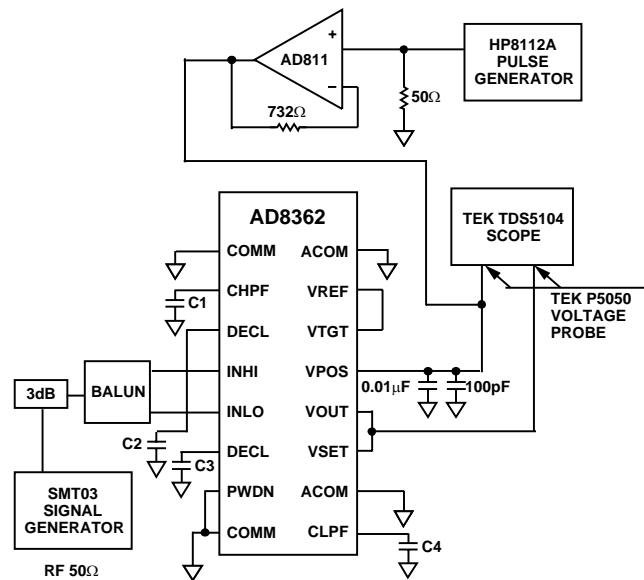 HP8112A
PULSE
GENERATOR
+
AD811
−
732Ω
50Ω
AD8362
TEK TDS5104
SCOPE
TEK P5050
VOLTAGE
PROBE
COMM
ACOM
C1
CHPF
VREF
DECL
VTGT
3dB
BALUN
INHI
VPOS
0.01μF
100pF
INLO
VOUT
C2
DECL
C3
VSET
SMT03
SIGNAL
GENERATOR
PWDN
ACOM
COMM
CLPF
C4
RF 50Ω